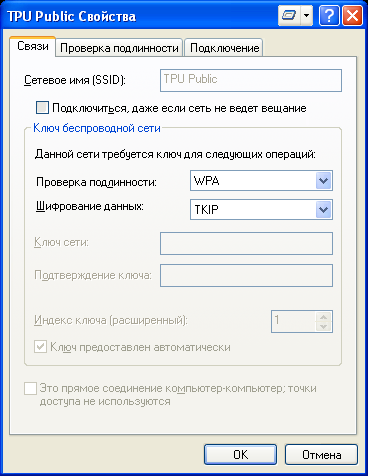 TPU Public Свойства
Связи Проверка подлинности Подключение
Сетевое имя (SSID): TPU Public
Подключиться, даже если сеть не ведет вещание
Ключ беспроводной сети
Данной сети требуется ключ для следующих операций:
Проверка подлинности: WPA
Шифрование данных: TKIP
Ключ сети:
Подтверждение ключа:
Индекс ключа (расширенный): 1
Ключ предоставлен автоматически
Это прямое соединение компьютер-компьютер; точки
доступа не используются
OK Отмена